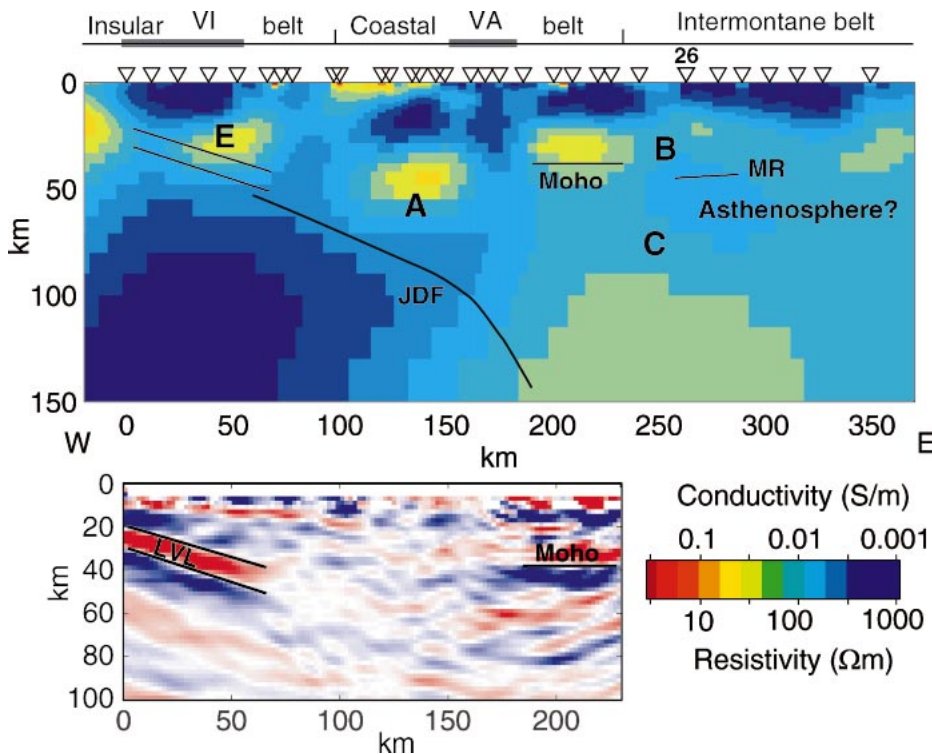 Insular VI belt Coastal VA belt Intermontane belt
26
0
50
100
150
km
E
A
B
C
Moho
MR
Asthenosphere?
JDF
W 0 50 100 150 200 250 300 350 E
km
0
20
40
60
80
100
km
LVL
Moho
0 50 100 150 200
Conductivity (S/m)
0.1 0.01 0.001
10 100 1000
Resistivity (Ωm)